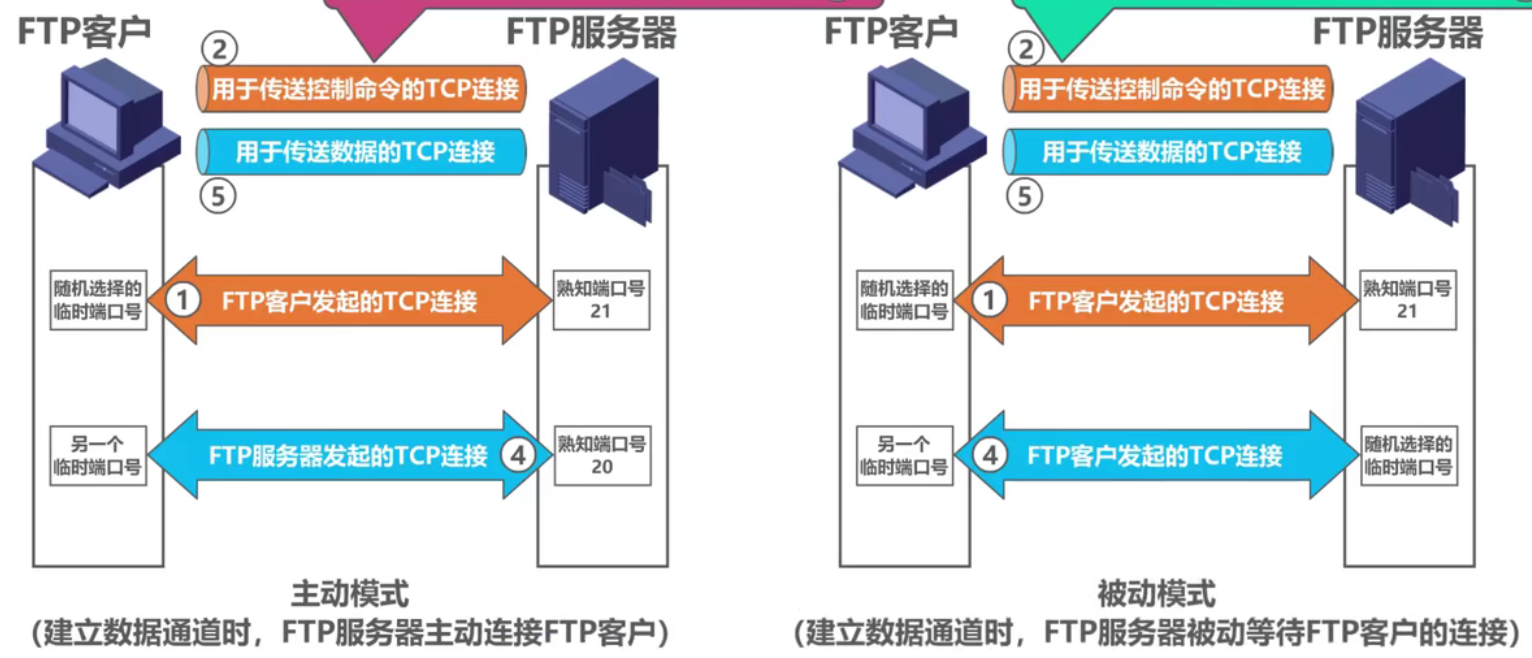 FTP客户
FTP服务器
②
用于传送控制命令的TCP连接
用于传送数据的TCP连接
⑤
随机选择的
临时端口号
①
FTP客户发起的TCP连接
熟知端口号
21
另一个
临时端口号
FTP服务器发起的TCP连接
④
熟知端口号
20
主动模式
(建立数据通道时，FTP服务器主动连接FTP客户)
FTP客户
FTP服务器
②
用于传送控制命令的TCP连接
用于传送数据的TCP连接
⑤
随机选择的
临时端口号
①
FTP客户发起的TCP连接
熟知端口号
21
另一个
临时端口号
④
FTP客户发起的TCP连接
随机选择的
临时端口号
被动模式
(建立数据通道时，FTP服务器被动等待FTP客户的连接)